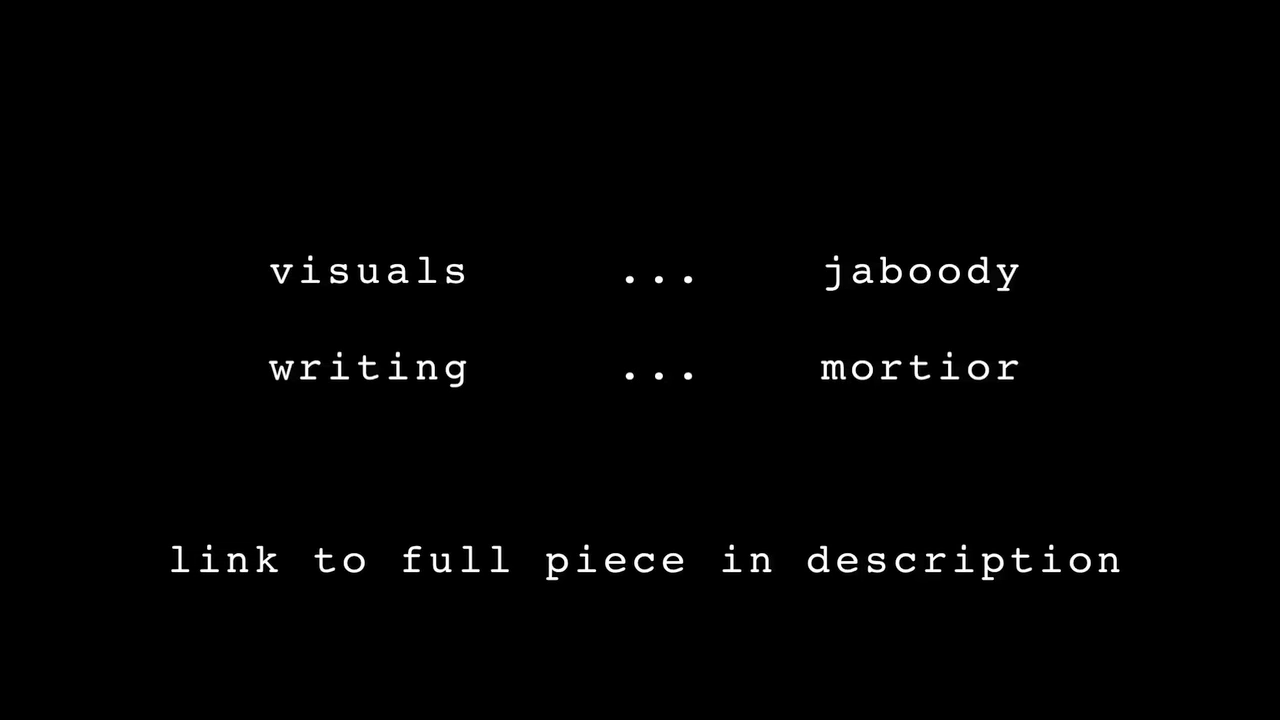 visuals ... jaboody
writing ... mortior
link to full piece in description